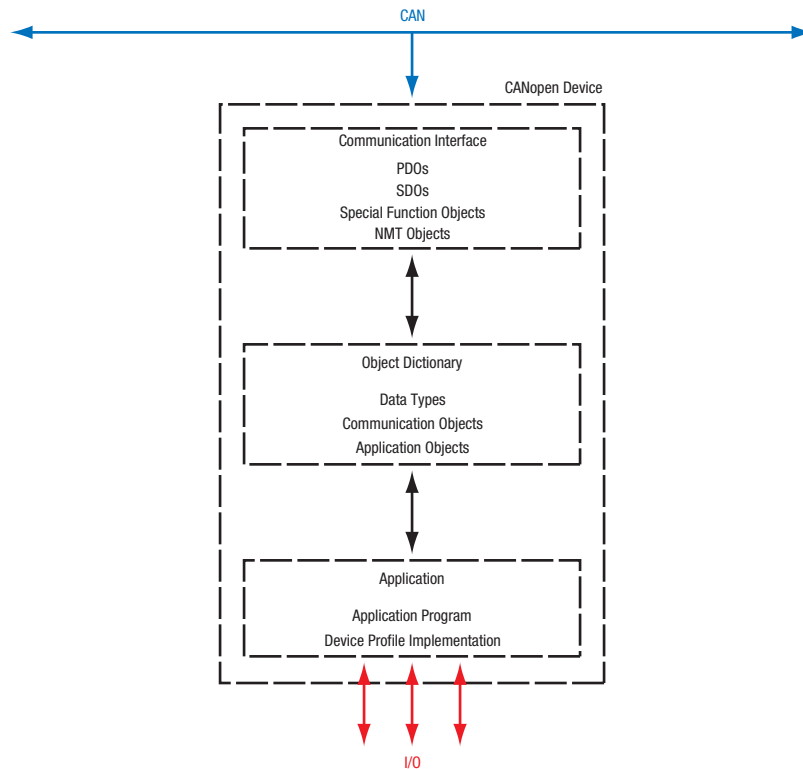 CAN
CANopen Device
Communication Interface
PDOs
SDOs
Special Function Objects
NMT Objects
Object Dictionary
Data Types
Communication Objects
Application Objects
Application
Application Program
Device Profile Implementation
I/O